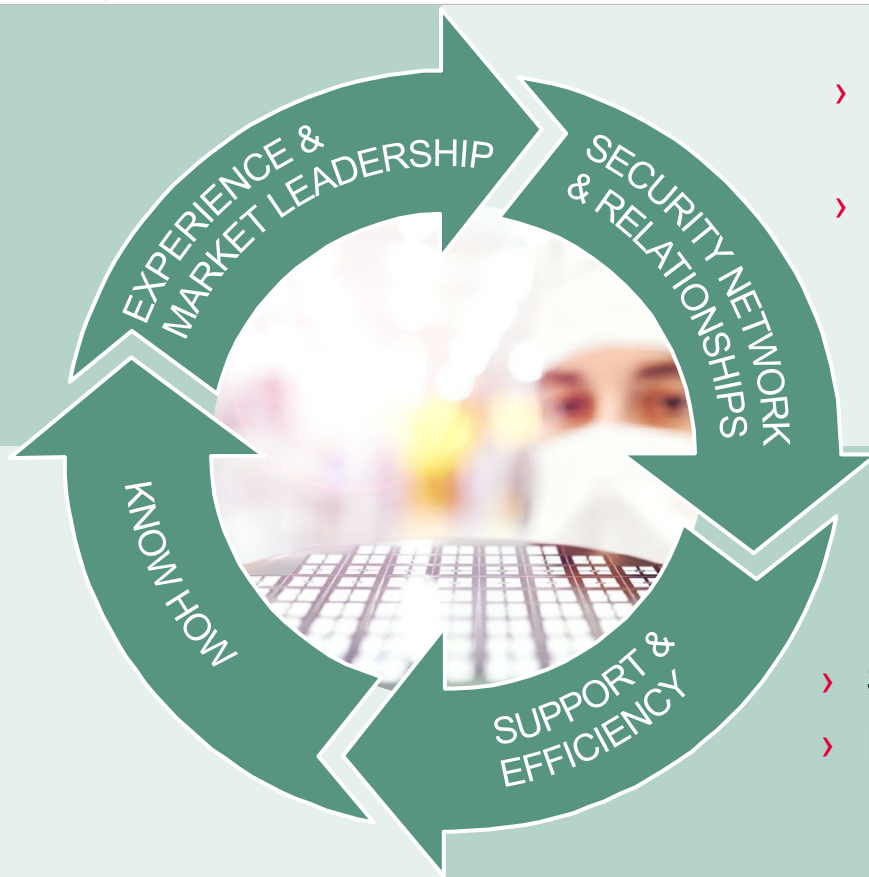 EXPERIENCE &
MARKET LEADERSHIP
SECURITY NETWORK
& RELATIONSHIPS
SUPPORT &
EFFICIENCY
KNOW HOW